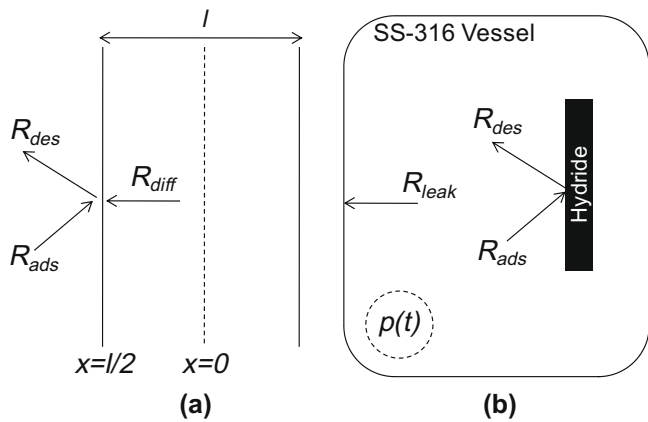 l
R_des
R_diff
R_ads
x=l/2
x=0
(a)
SS-316 Vessel
R_des
R_leak
R_ads
Hydride
p(t)
(b)